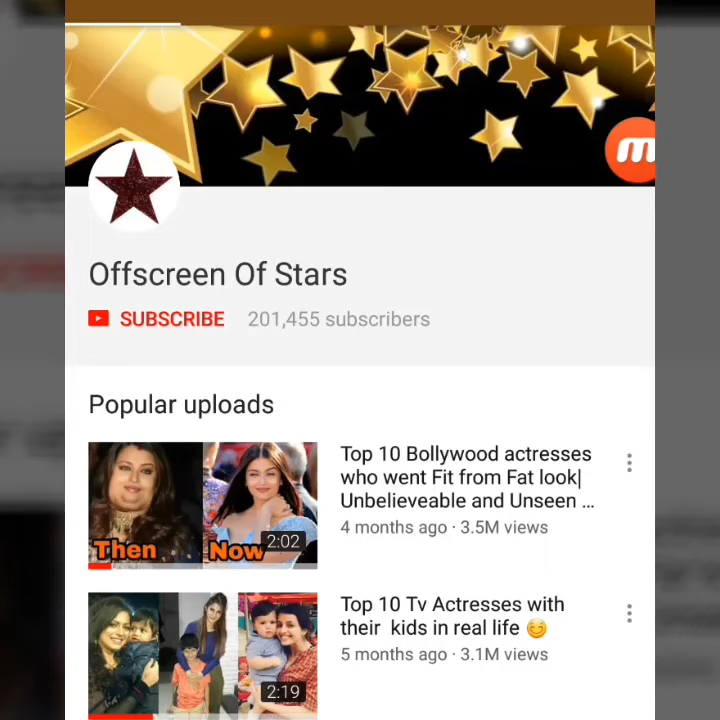 m
Offscreen Of Stars
SUBSCRIBE 201,455 subscribers
Popular uploads
Top 10 Bollywood actresses
who went Fit from Fat look|
Unbelieveable and Unseen ...
4 months ago · 3.5M views
Then
Now
2:02
Top 10 Tv Actresses with
their kids in real life 😊
5 months ago · 3.1M views
2:19